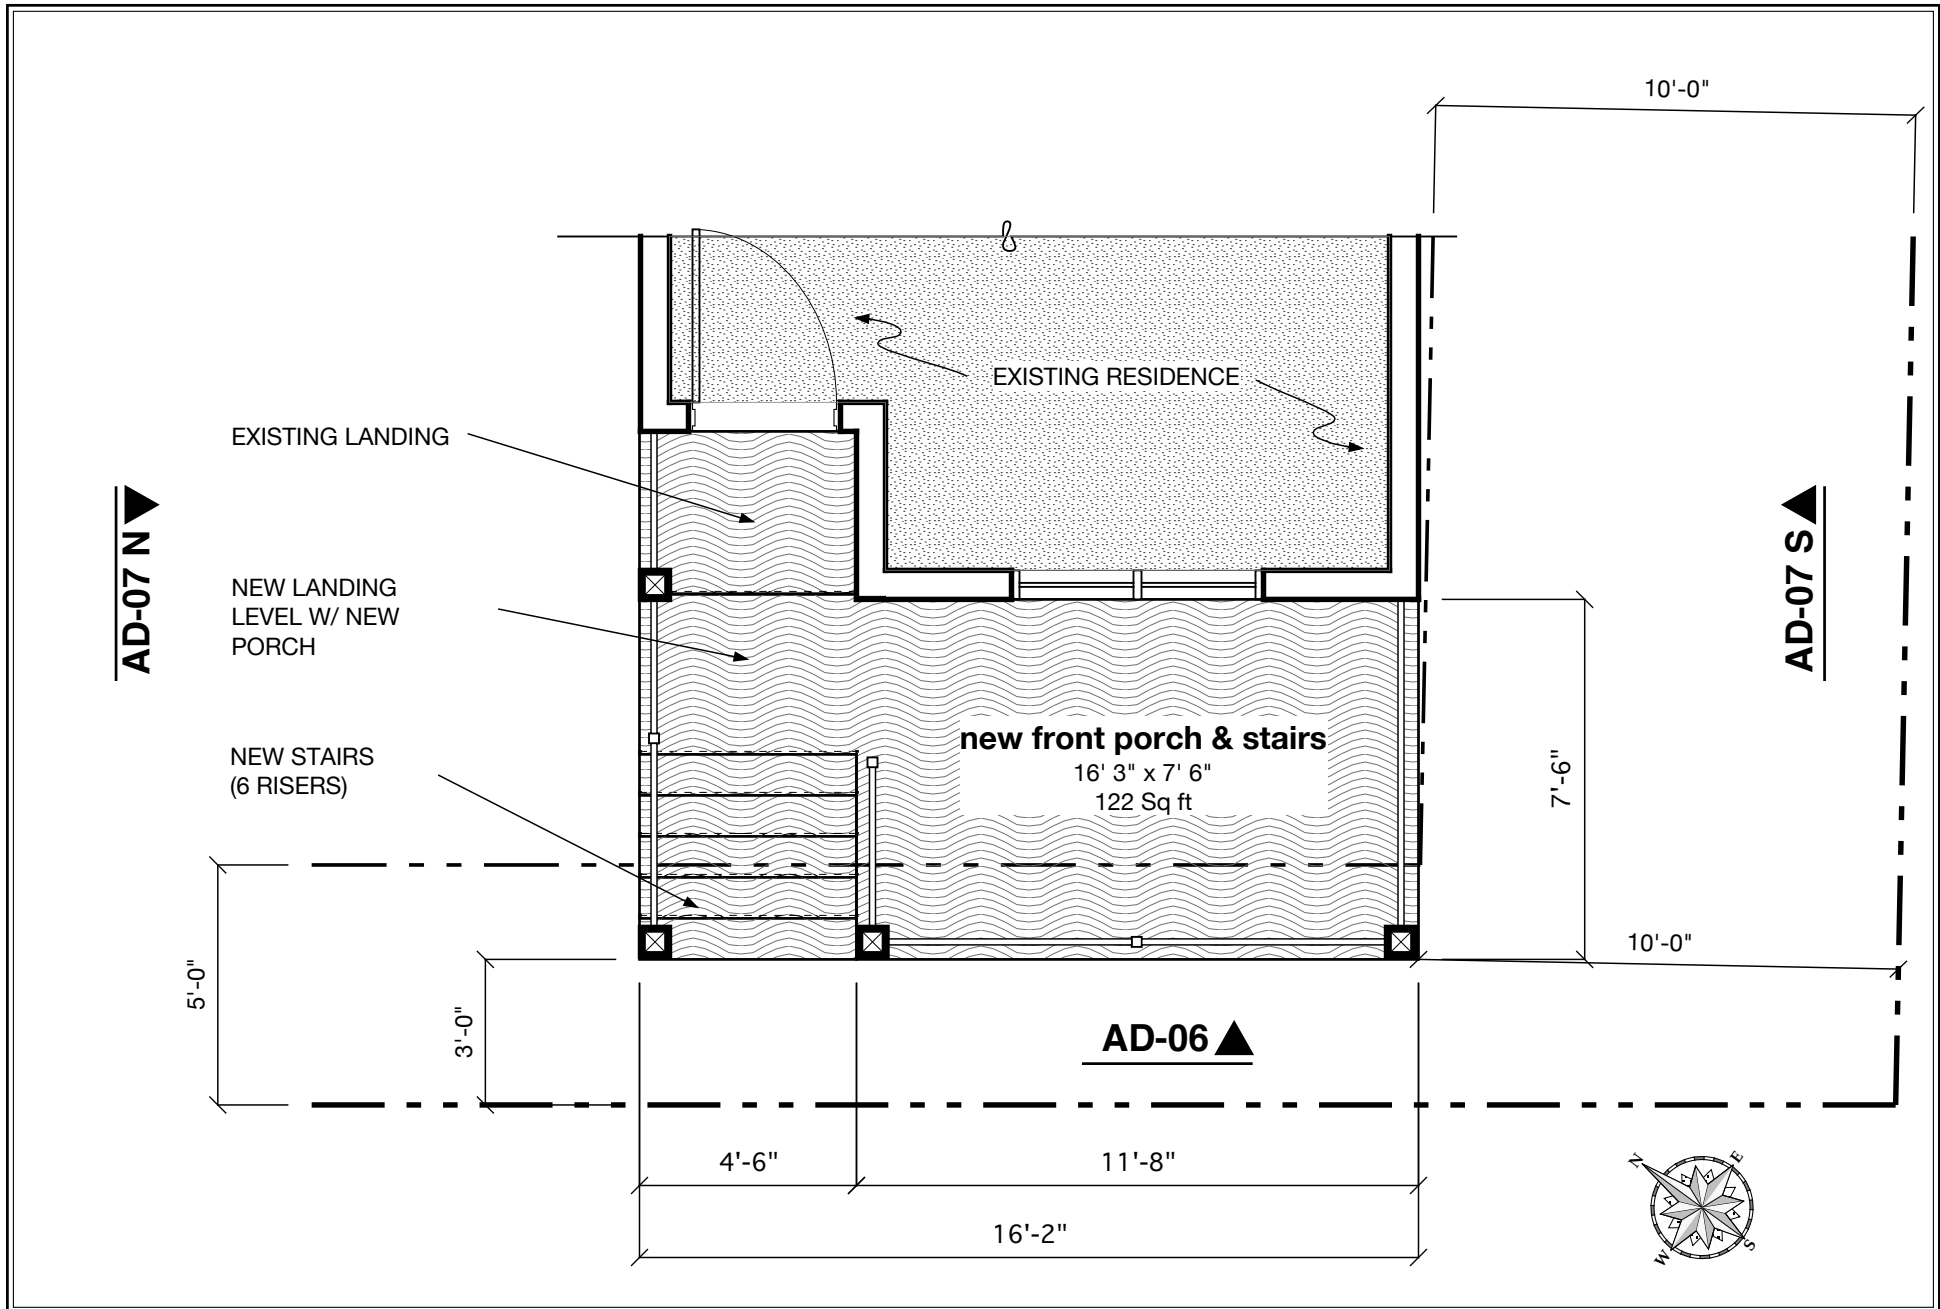 10'-0"
EXISTING RESIDENCE
EXISTING LANDING
AD-07 N
AD-07 S
NEW LANDING
LEVEL W/ NEW
PORCH
new front porch & stairs
16' 3" x 7' 6"
122 Sq ft
NEW STAIRS
(6 RISERS)
7'-6"
10'-0"
5'-0"
3'-0"
AD-06
4'-6"
11'-8"
16'-2"
N
E
W
S